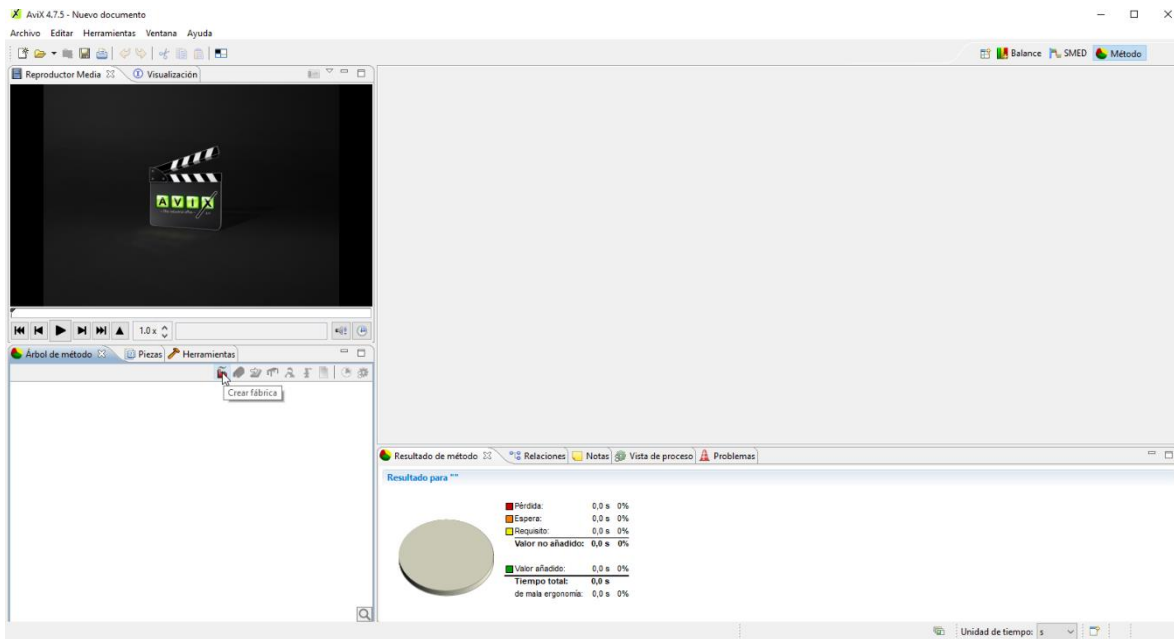 AviX 4.7.5 - Nuevo documento
Archivo Editar Herramientas Ventana Ayuda
Balance SMED Método
Reproductor Media Visualización
AVIX
1.0 x
Árbol de método Piezas Herramientas
Crear fábrica
Resultado de método Relaciones Notas Vista de proceso Problemas
Resultado para ""
Pérdida: 0,0 s 0%
Espera: 0,0 s 0%
Requisito: 0,0 s 0%
Valor no añadido: 0,0 s 0%
Valor añadido: 0,0 s 0%
Tiempo total: 0,0 s
de mala ergonomía: 0,0 s 0%
Unidad de tiempo: s